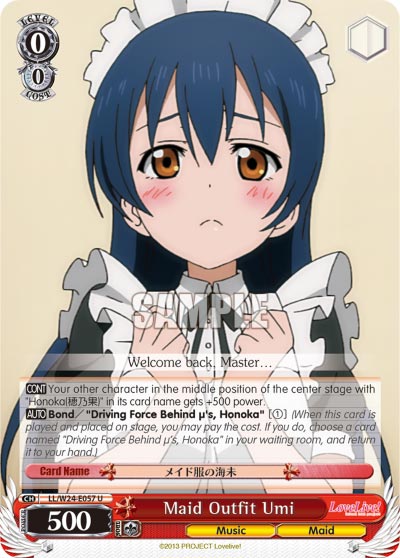 LEVEL
0
0
COST
SAMPLE
Welcome back, Master…
CONT Your other character in the middle position of the center stage with
"Honoka(穂乃果)" in its card name gets +500 power.
AUTO Bond／ "Driving Force Behind μ's, Honoka" [①] (When this card is
played and placed on stage, you may pay the cost. If you do, choose a card
named "Driving Force Behind μ's, Honoka" in your waiting room, and return
it to your hand.)
Card Name メイド服の海未
CH LL/W24-E057 U
POWER
500
Maid Outfit Umi
LoveLive!
Music Maid
©2013 PROJECT Lovelive!